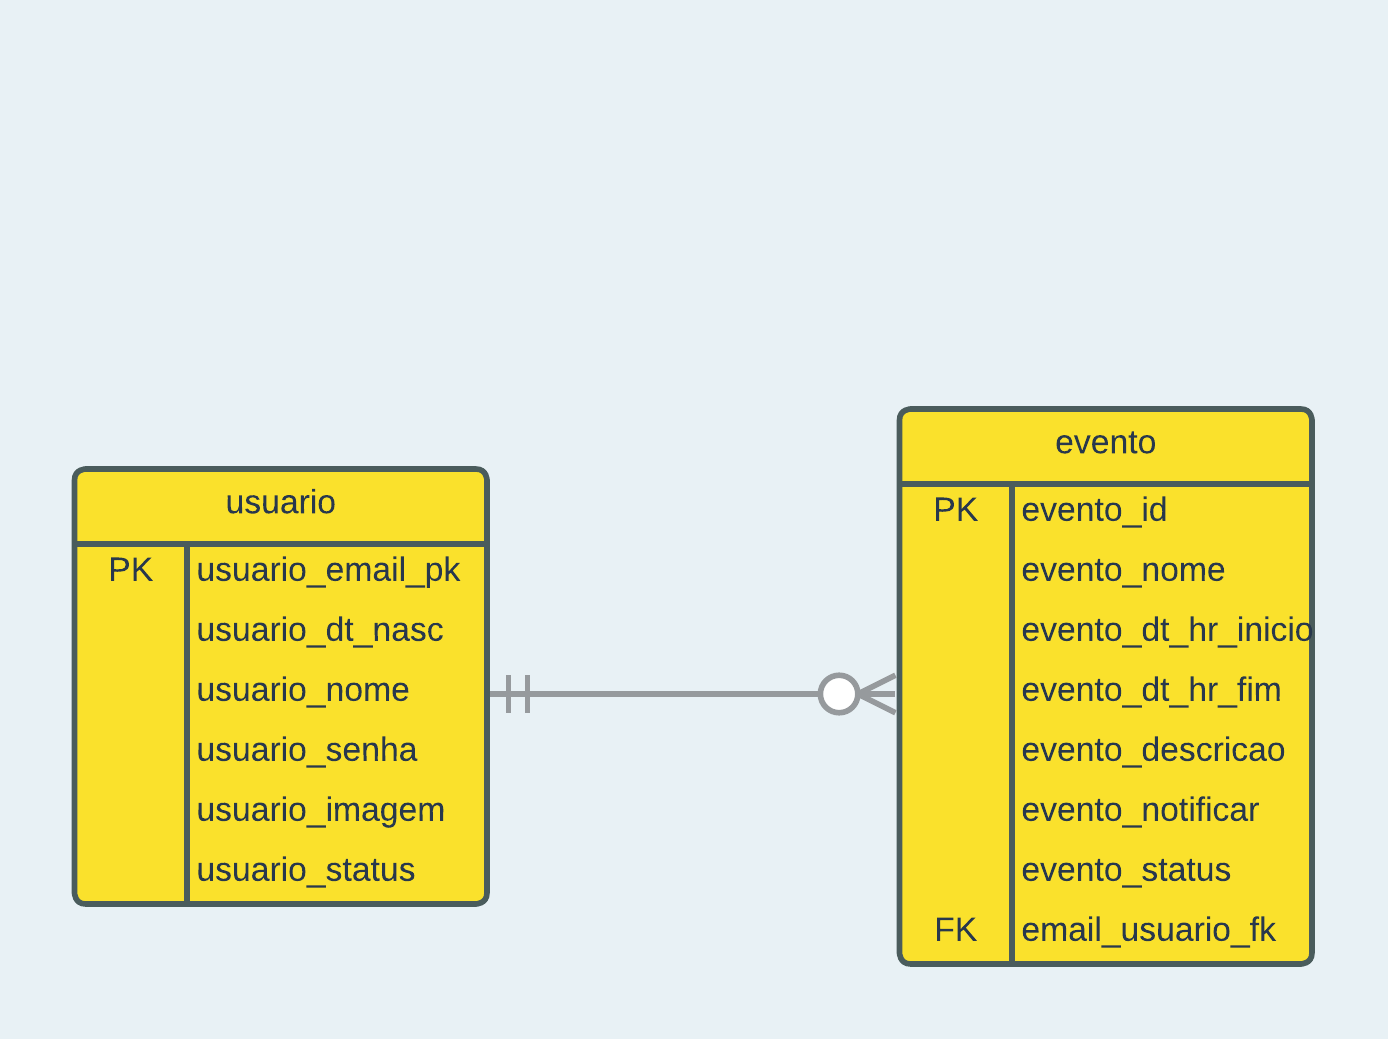 usuario
PK usuario_email_pk
usuario_dt_nasc
usuario_nome
usuario_senha
usuario_imagem
usuario_status
evento
PK evento_id
evento_nome
evento_dt_hr_inicio
evento_dt_hr_fim
evento_descricao
evento_notificar
evento_status
FK email_usuario_fk